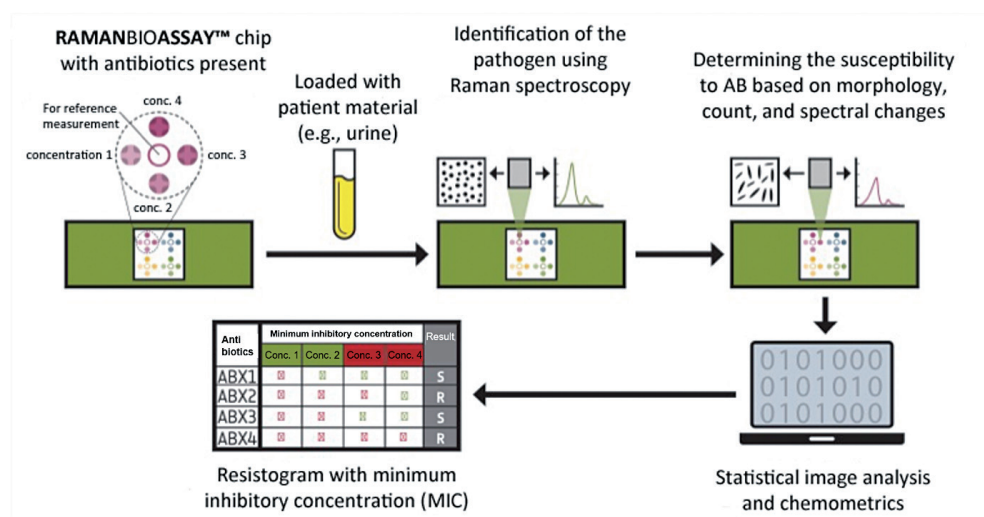 RAMANBIOASSAY™ chip
with antibiotics present
For reference
measurement
conc. 4
concentration 1
conc. 3
conc. 2
Loaded with
patient material
(e.g., urine)
Identification of the
pathogen using
Raman spectroscopy
Determining the susceptibility
to AB based on morphology,
count, and spectral changes
0101000
0101010
0101000
Statistical image analysis
and chemometrics
Anti
biotics
Minimum inhibitory concentration
Result
Conc. 1 Conc. 2 Conc. 3 Conc. 4
ABX1 S
ABX2 R
ABX3 S
ABX4 R
Resistogram with minimum
inhibitory concentration (MIC)